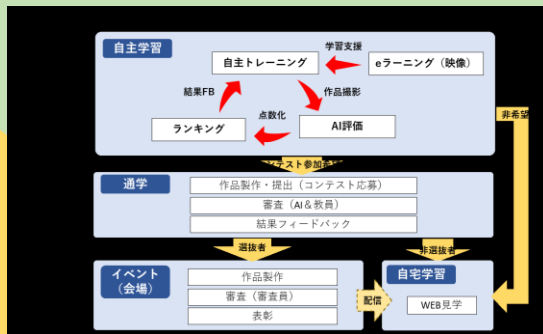 自主学習
学習支援
自主トレーニング
eラーニング（映像）
結果FB
作品撮影
点数化
ランキング
AI評価
非希望
ンテスト参加希
通学
作品製作・提出（コンテスト応募）
審査（AI＆教員）
結果フィードバック
選抜者
非選抜者
イベント
（会場）
作品製作
審査（審査員）
表彰
配信
自宅学習
WEB見学